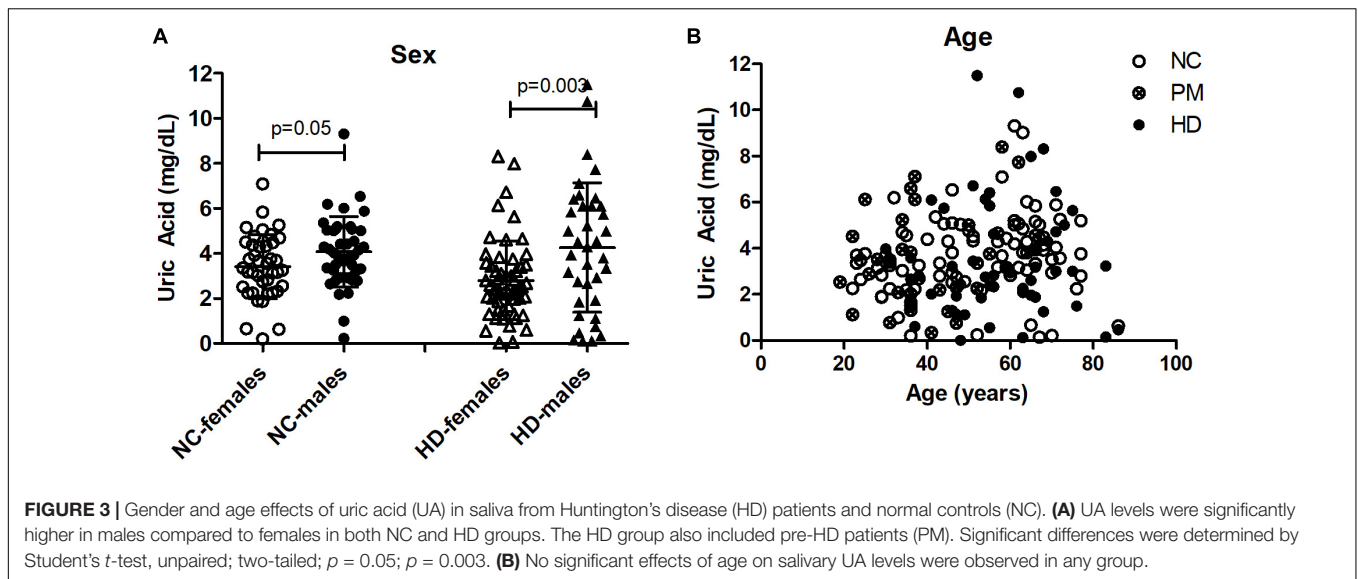 A
Sex
Uric Acid (mg/dL)
12
10
8
6
4
2
0
p=0.05
p=0.003
NC-females
NC-males
HD-females
HD-males
B
Age
Uric Acid (mg/dL)
12
10
8
6
4
2
0
0 20 40 60 80 100
Age (years)
NC
PM
HD
FIGURE 3 | Gender and age effects of uric acid (UA) in saliva from Huntington's disease (HD) patients and normal controls (NC). (A) UA levels were significantly
higher in males compared to females in both NC and HD groups. The HD group also included pre-HD patients (PM). Significant differences were determined by
Student's t-test, unpaired; two-tailed; p = 0.05; p = 0.003. (B) No significant effects of age on salivary UA levels were observed in any group.